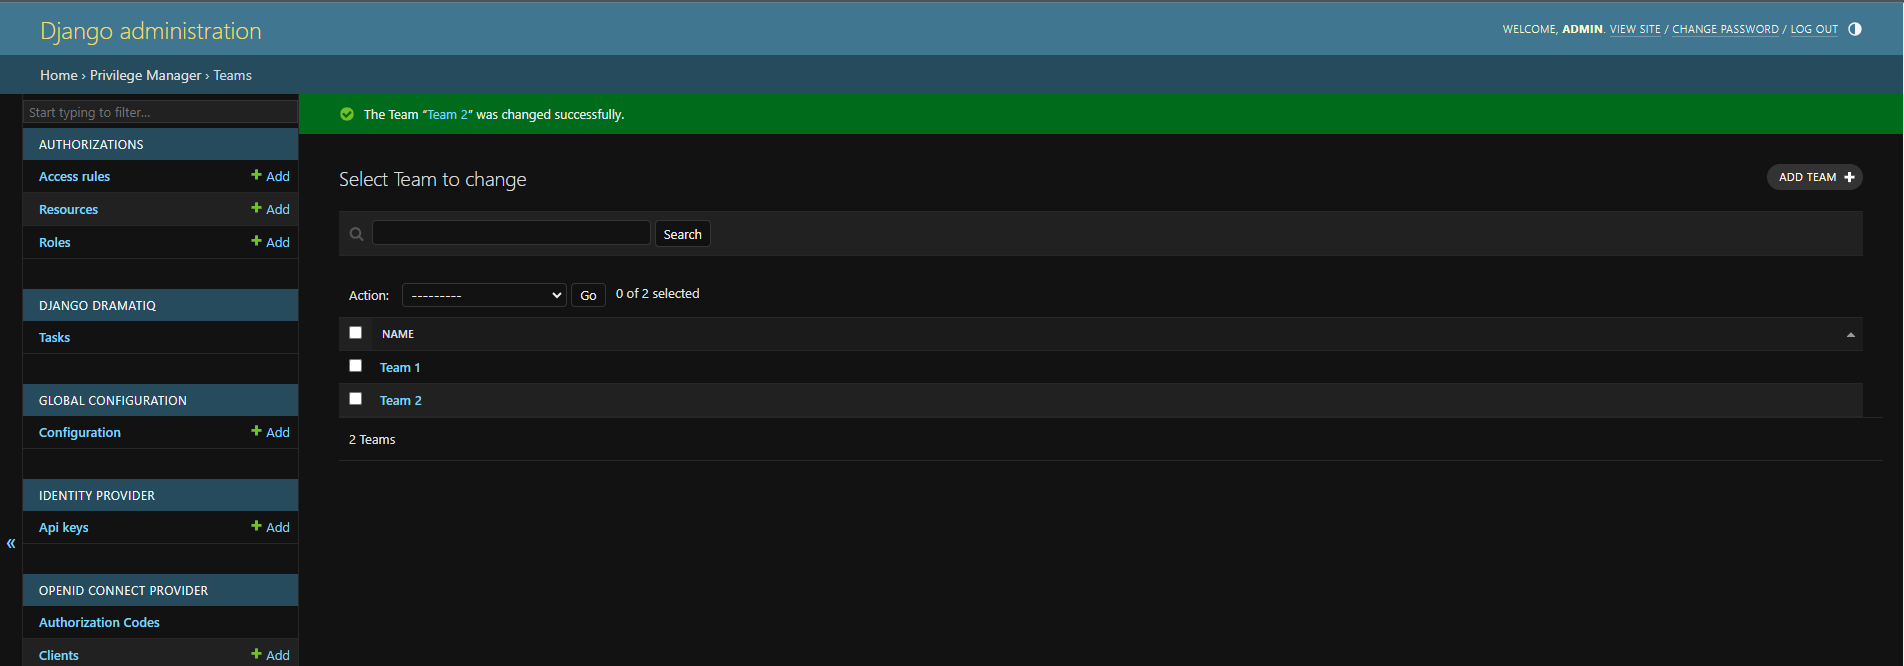 Django administration
WELCOME, ADMIN. VIEW SITE / CHANGE PASSWORD / LOG OUT
Home › Privilege Manager › Teams
Start typing to filter...
AUTHORIZATIONS
Access rules + Add
Resources + Add
Roles + Add
DJANGO DRAMATIQ
Tasks
GLOBAL CONFIGURATION
Configuration + Add
IDENTITY PROVIDER
Api keys + Add
«
OPENID CONNECT PROVIDER
Authorization Codes
Clients + Add
The Team “Team 2” was changed successfully.
Select Team to change
ADD TEAM +
Search
Action: --------- Go 0 of 2 selected
NAME
Team 1
Team 2
2 Teams